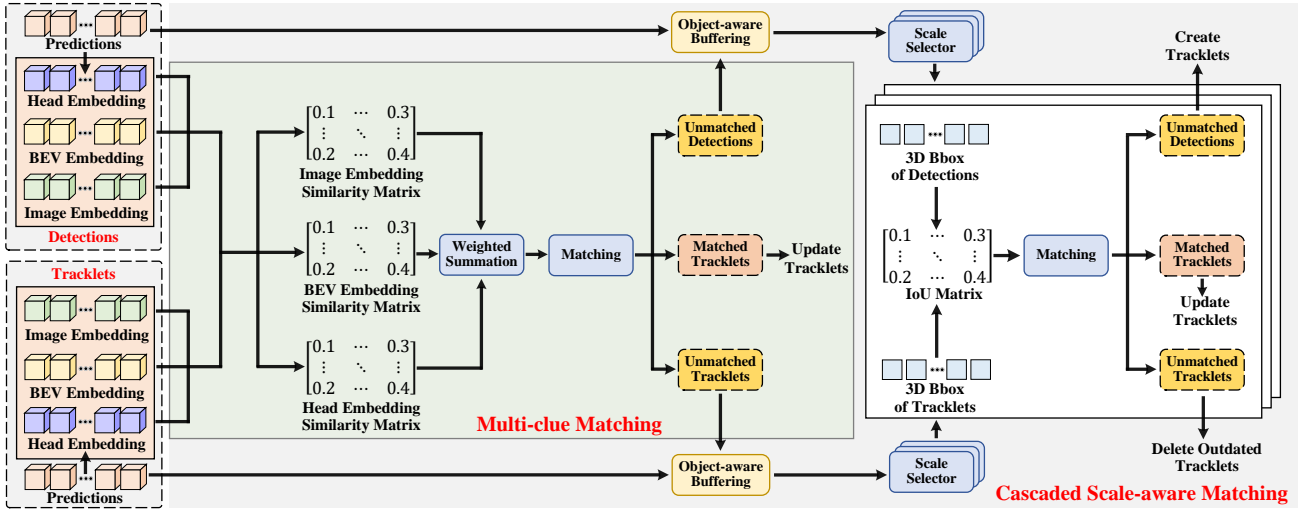 Predictions
Head Embedding
BEV Embedding
Image Embedding
Detections
Tracklets
Image Embedding
BEV Embedding
Head Embedding
Predictions
0.1 ⋯ 0.3
⋮ ⋱ ⋮
0.2 ⋯ 0.4
Image Embedding
Similarity Matrix
0.1 ⋯ 0.3
⋮ ⋱ ⋮
0.2 ⋯ 0.4
BEV Embedding
Similarity Matrix
0.1 ⋯ 0.3
⋮ ⋱ ⋮
0.2 ⋯ 0.4
Head Embedding
Similarity Matrix
Weighted
Summation
Matching
Object-aware
Buffering
Unmatched
Detections
Matched
Tracklets
Update
Tracklets
Unmatched
Tracklets
Multi-clue Matching
Object-aware
Buffering
Scale
Selector
3D Bbox
of Detections
0.1 ⋯ 0.3
⋮ ⋱ ⋮
0.2 ⋯ 0.4
IoU Matrix
3D Bbox
of Tracklets
Scale
Selector
Matching
Create
Tracklets
Unmatched
Detections
Matched
Tracklets
Update
Tracklets
Unmatched
Tracklets
Delete Outdated
Tracklets
Cascaded Scale-aware Matching